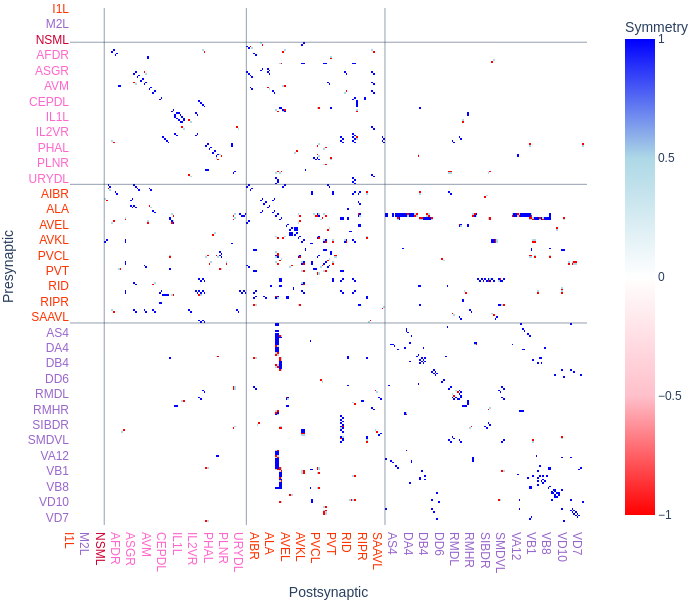 Symmetry
I1L
M2L
NSML
AFDR
ASGR
AVM
CEPDL
IL1L
IL2VR
PHAL
PLNR
URYDL
AIBR
ALA
AVEL
AVKL
PVCL
PVT
RID
RIPR
SAAVL
AS4
DA4
DB4
DD6
RMDL
RMHR
SIBDR
SMDVL
VA12
VB1
VB8
VD10
VD7
Presynaptic
1
0.5
0
−0.5
−1
I1L
M2L
NSML
AFDR
ASGR
AVM
CEPDL
IL1L
IL2VR
PHAL
PLNR
URYDL
AIBR
ALA
AVEL
AVKL
PVCL
PVT
RID
RIPR
SAAVL
AS4
DA4
DB4
DD6
RMDL
RMHR
SIBDR
SMDVL
VA12
VB1
VB8
VD10
VD7
Postsynaptic